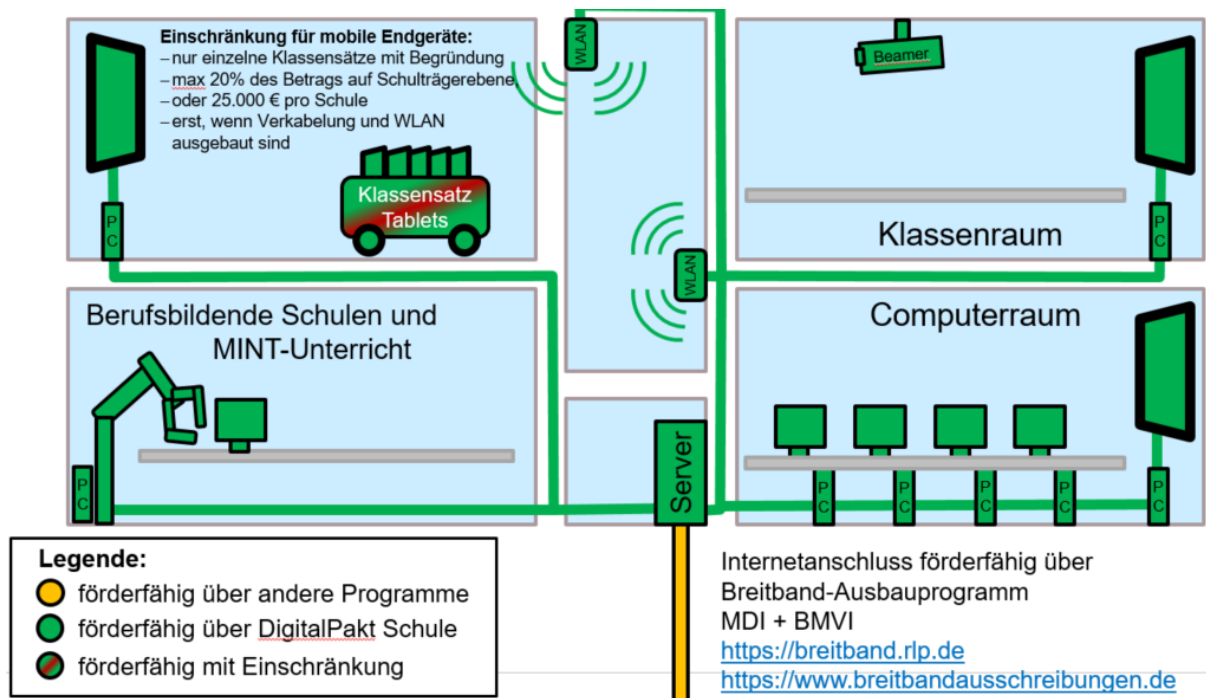 Einschränkung für mobile Endgeräte:
–nur einzelne Klassensätze mit Begründung
–max 20% des Betrags auf Schulträgerebene,
–oder 25.000 € pro Schule
–erst, wenn Verkabelung und WLAN
ausgebaut sind
Klassensatz
Tablets
PC
WLAN
WLAN
Beamer
Klassenraum
PC
Berufsbildende Schulen und
MINT-Unterricht
PC
Server
Computerraum
PC
PC
PC
PC
PC
Legende:
förderfähig über andere Programme
förderfähig über DigitalPakt Schule
förderfähig mit Einschränkung
Internetanschluss förderfähig über
Breitband-Ausbauprogramm
MDI + BMVI
https://breitband.rlp.de
https://www.breitbandausschreibungen.de